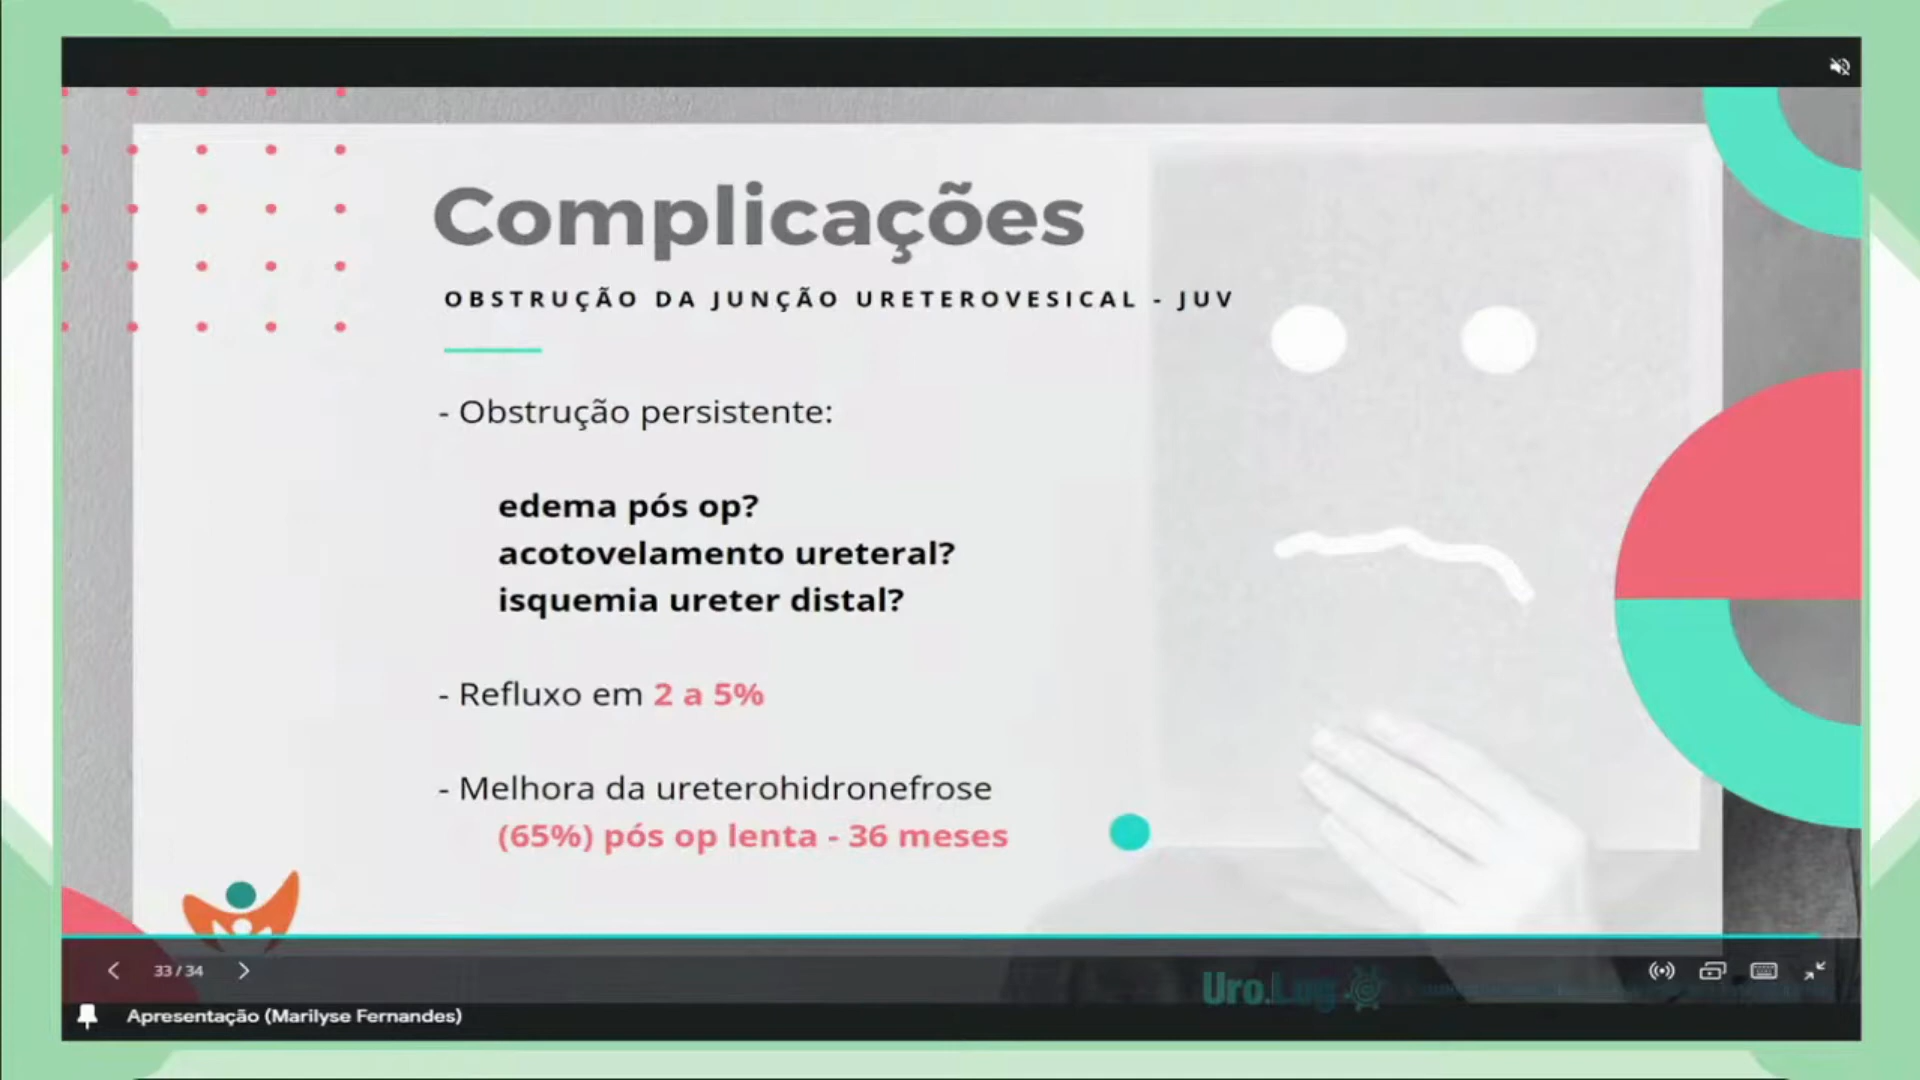 Complicações
OBSTRUÇÃO DA JUNÇÃO URETEROVESICAL - JUV
- Obstrução persistente:
edema pós op?
acotovelamento ureteral?
isquemia ureter distal?
- Refluxo em 2 a 5%
- Melhora da ureterohidronefrose
(65%) pós op lenta - 36 meses
33 / 34
Uro.Log
Apresentação (Marilyse Fernandes)